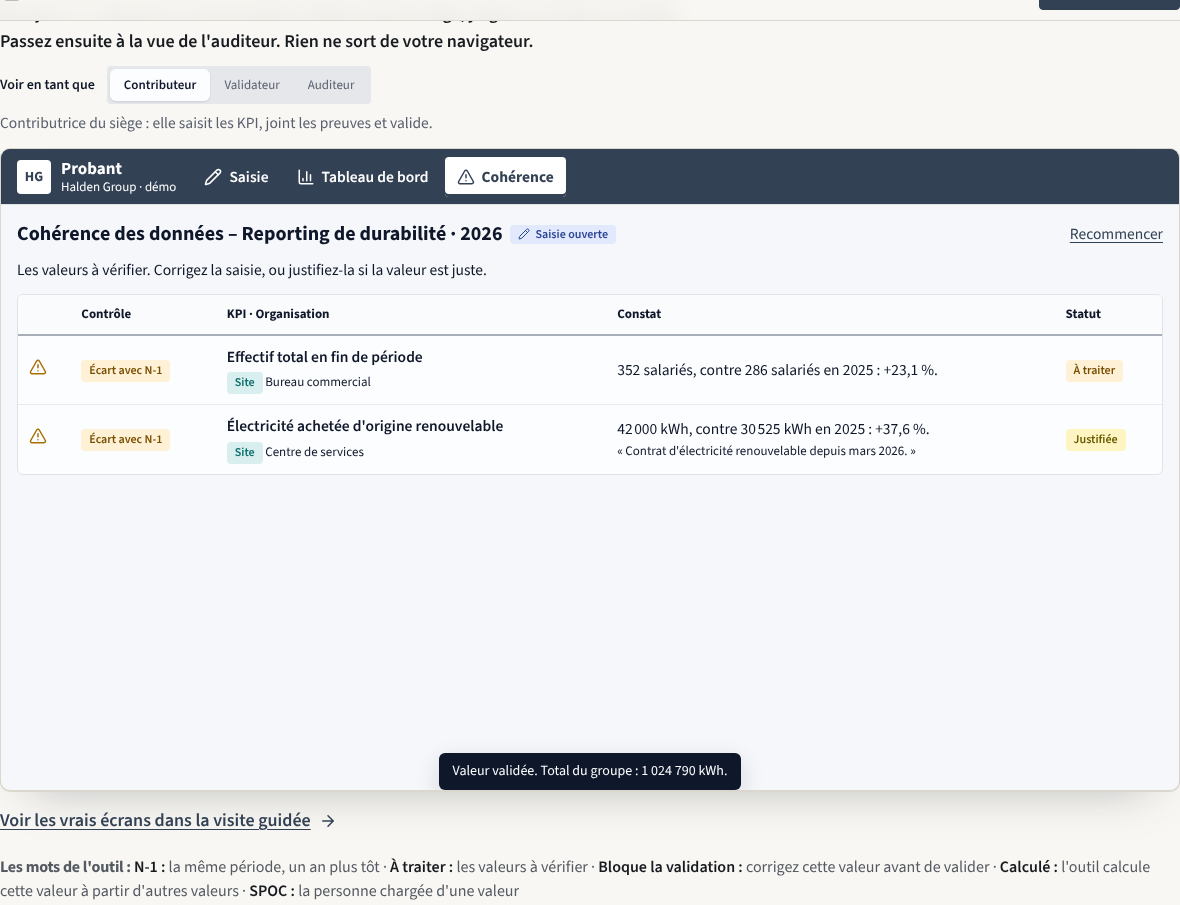 Passez ensuite à la vue de l'auditeur. Rien ne sort de votre navigateur.
Voir en tant que Contributeur Validateur Auditeur
Contributrice du siège : elle saisit les KPI, joint les preuves et valide.
HG Probant
Halden Group · démo
Saisie Tableau de bord Cohérence
Cohérence des données – Reporting de durabilité · 2026 Saisie ouverte Recommencer
Les valeurs à vérifier. Corrigez la saisie, ou justifiez-la si la valeur est juste.
Contrôle KPI · Organisation Constat Statut
Effectif total en fin de période
Écart avec N-1 352 salariés, contre 286 salariés en 2025 : +23,1 %. À traiter
Site Bureau commercial
Électricité achetée d'origine renouvelable
42 000 kWh, contre 30 525 kWh en 2025 : +37,6 %.
Écart avec N-1 Justifiée
Site Centre de services « Contrat d'électricité renouvelable depuis mars 2026. »
Valeur validée. Total du groupe : 1 024 790 kWh.
Voir les vrais écrans dans la visite guidée →
Les mots de l'outil : N-1 : la même période, un an plus tôt · À traiter : les valeurs à vérifier · Bloque la validation : corrigez cette valeur avant de valider · Calculé : l'outil calcule
cette valeur à partir d'autres valeurs · SPOC : la personne chargée d'une valeur